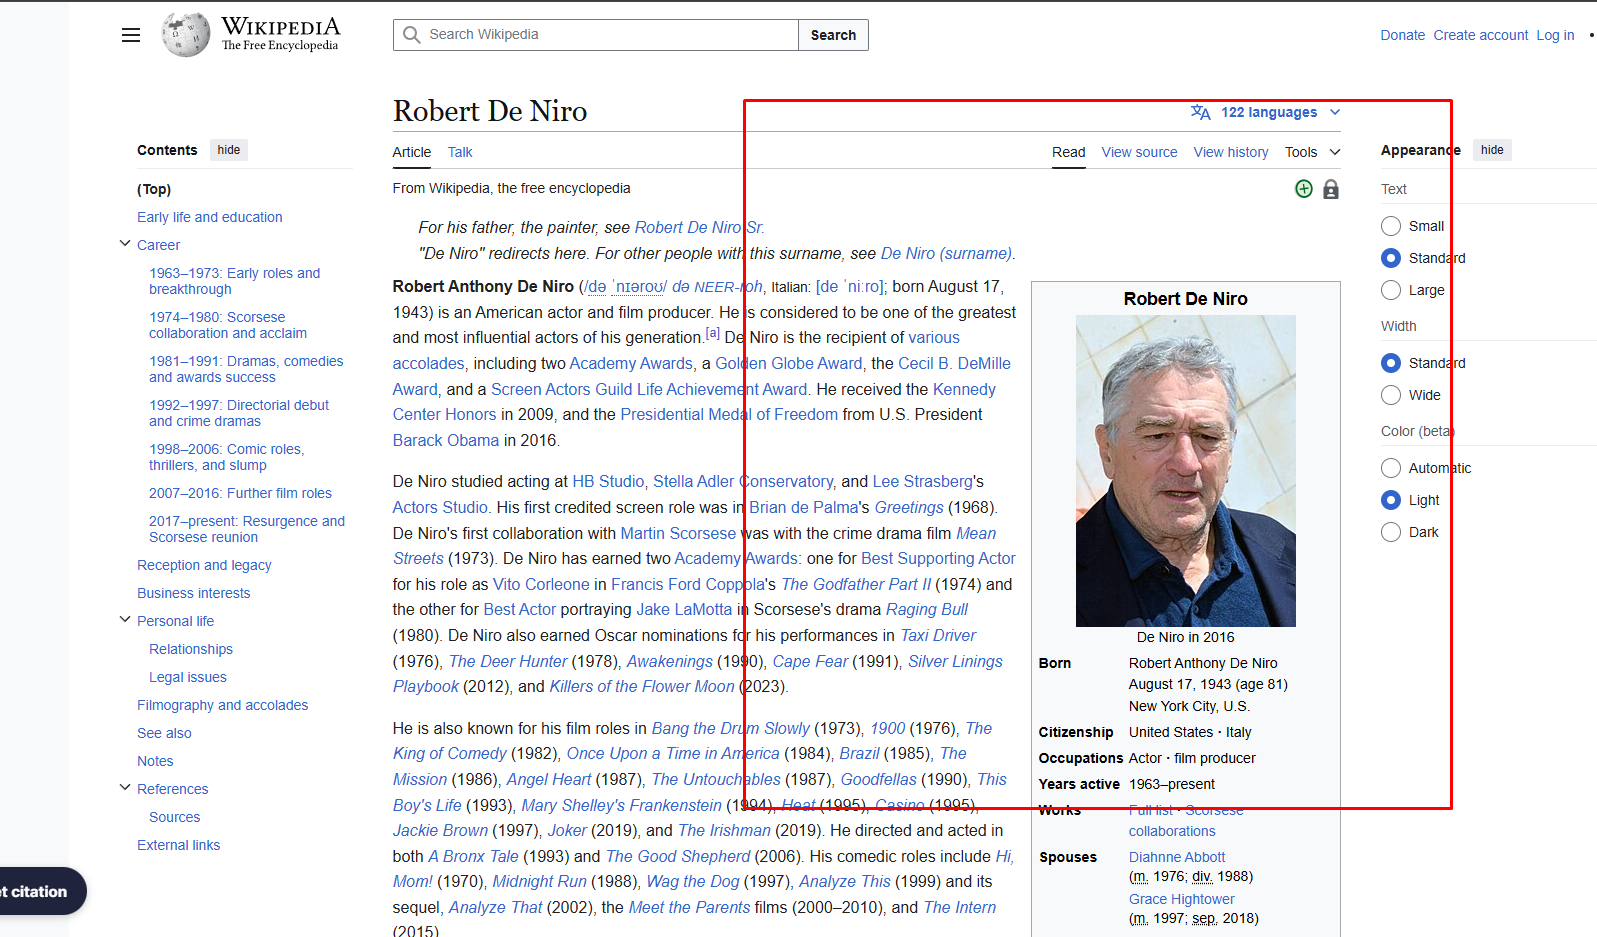 WIKIPEDIA
The Free Encyclopedia
Search Wikipedia
Search
Donate Create account Log in
Contents hide
(Top)
Early life and education
Career
1963–1973: Early roles and
breakthrough
1974–1980: Scorsese
collaboration and acclaim
1981–1991: Dramas, comedies
and awards success
1992–1997: Directorial debut
and crime dramas
1998–2006: Comic roles,
thrillers, and slump
2007–2016: Further film roles
2017–present: Resurgence and
Scorsese reunion
Reception and legacy
Business interests
Personal life
Relationships
Legal issues
Filmography and accolades
See also
Notes
References
Sources
External links
t citation
Robert De Niro
122 languages
Article Talk
Read View source View history Tools
From Wikipedia, the free encyclopedia
For his father, the painter, see Robert De Niro Sr.
"De Niro" redirects here. For other people with this surname, see De Niro (surname).
Robert Anthony De Niro (/də ˈnɪəroʊ/ də NEER-roh, Italian: [de ˈniːro]; born August 17,
1943) is an American actor and film producer. He is considered to be one of the greatest
and most influential actors of his generation.[a] De Niro is the recipient of various
accolades, including two Academy Awards, a Golden Globe Award, the Cecil B. DeMille
Award, and a Screen Actors Guild Life Achievement Award. He received the Kennedy
Center Honors in 2009, and the Presidential Medal of Freedom from U.S. President
Barack Obama in 2016.
De Niro studied acting at HB Studio, Stella Adler Conservatory, and Lee Strasberg's
Actors Studio. His first credited screen role was in Brian de Palma's Greetings (1968).
De Niro's first collaboration with Martin Scorsese was with the crime drama film Mean
Streets (1973). De Niro has earned two Academy Awards: one for Best Supporting Actor
for his role as Vito Corleone in Francis Ford Coppola's The Godfather Part II (1974) and
the other for Best Actor portraying Jake LaMotta in Scorsese's drama Raging Bull
(1980). De Niro also earned Oscar nominations for his performances in Taxi Driver
(1976), The Deer Hunter (1978), Awakenings (1990), Cape Fear (1991), Silver Linings
Playbook (2012), and Killers of the Flower Moon (2023).
He is also known for his film roles in Bang the Drum Slowly (1973), 1900 (1976), The
King of Comedy (1982), Once Upon a Time in America (1984), Brazil (1985), The
Mission (1986), Angel Heart (1987), The Untouchables (1987), Goodfellas (1990), This
Boy's Life (1993), Mary Shelley's Frankenstein (1994), Heat (1995), Casino (1995),
Jackie Brown (1997), Joker (2019), and The Irishman (2019). He directed and acted in
both A Bronx Tale (1993) and The Good Shepherd (2006). His comedic roles include Hi,
Mom! (1970), Midnight Run (1988), Wag the Dog (1997), Analyze This (1999) and its
sequel, Analyze That (2002), the Meet the Parents films (2000–2010), and The Intern
(2015)
Robert De Niro
De Niro in 2016
Born Robert Anthony De Niro
August 17, 1943 (age 81)
New York City, U.S.
Citizenship United States · Italy
Occupations Actor · film producer
Years active 1963–present
Works Full list · Scorsese
collaborations
Spouses Diahnne Abbott
(m. 1976; div. 1988)
Grace Hightower
(m. 1997; sep. 2018)
Appearance hide
Text
Small
Standard
Large
Width
Standard
Wide
Color (beta)
Automatic
Light
Dark